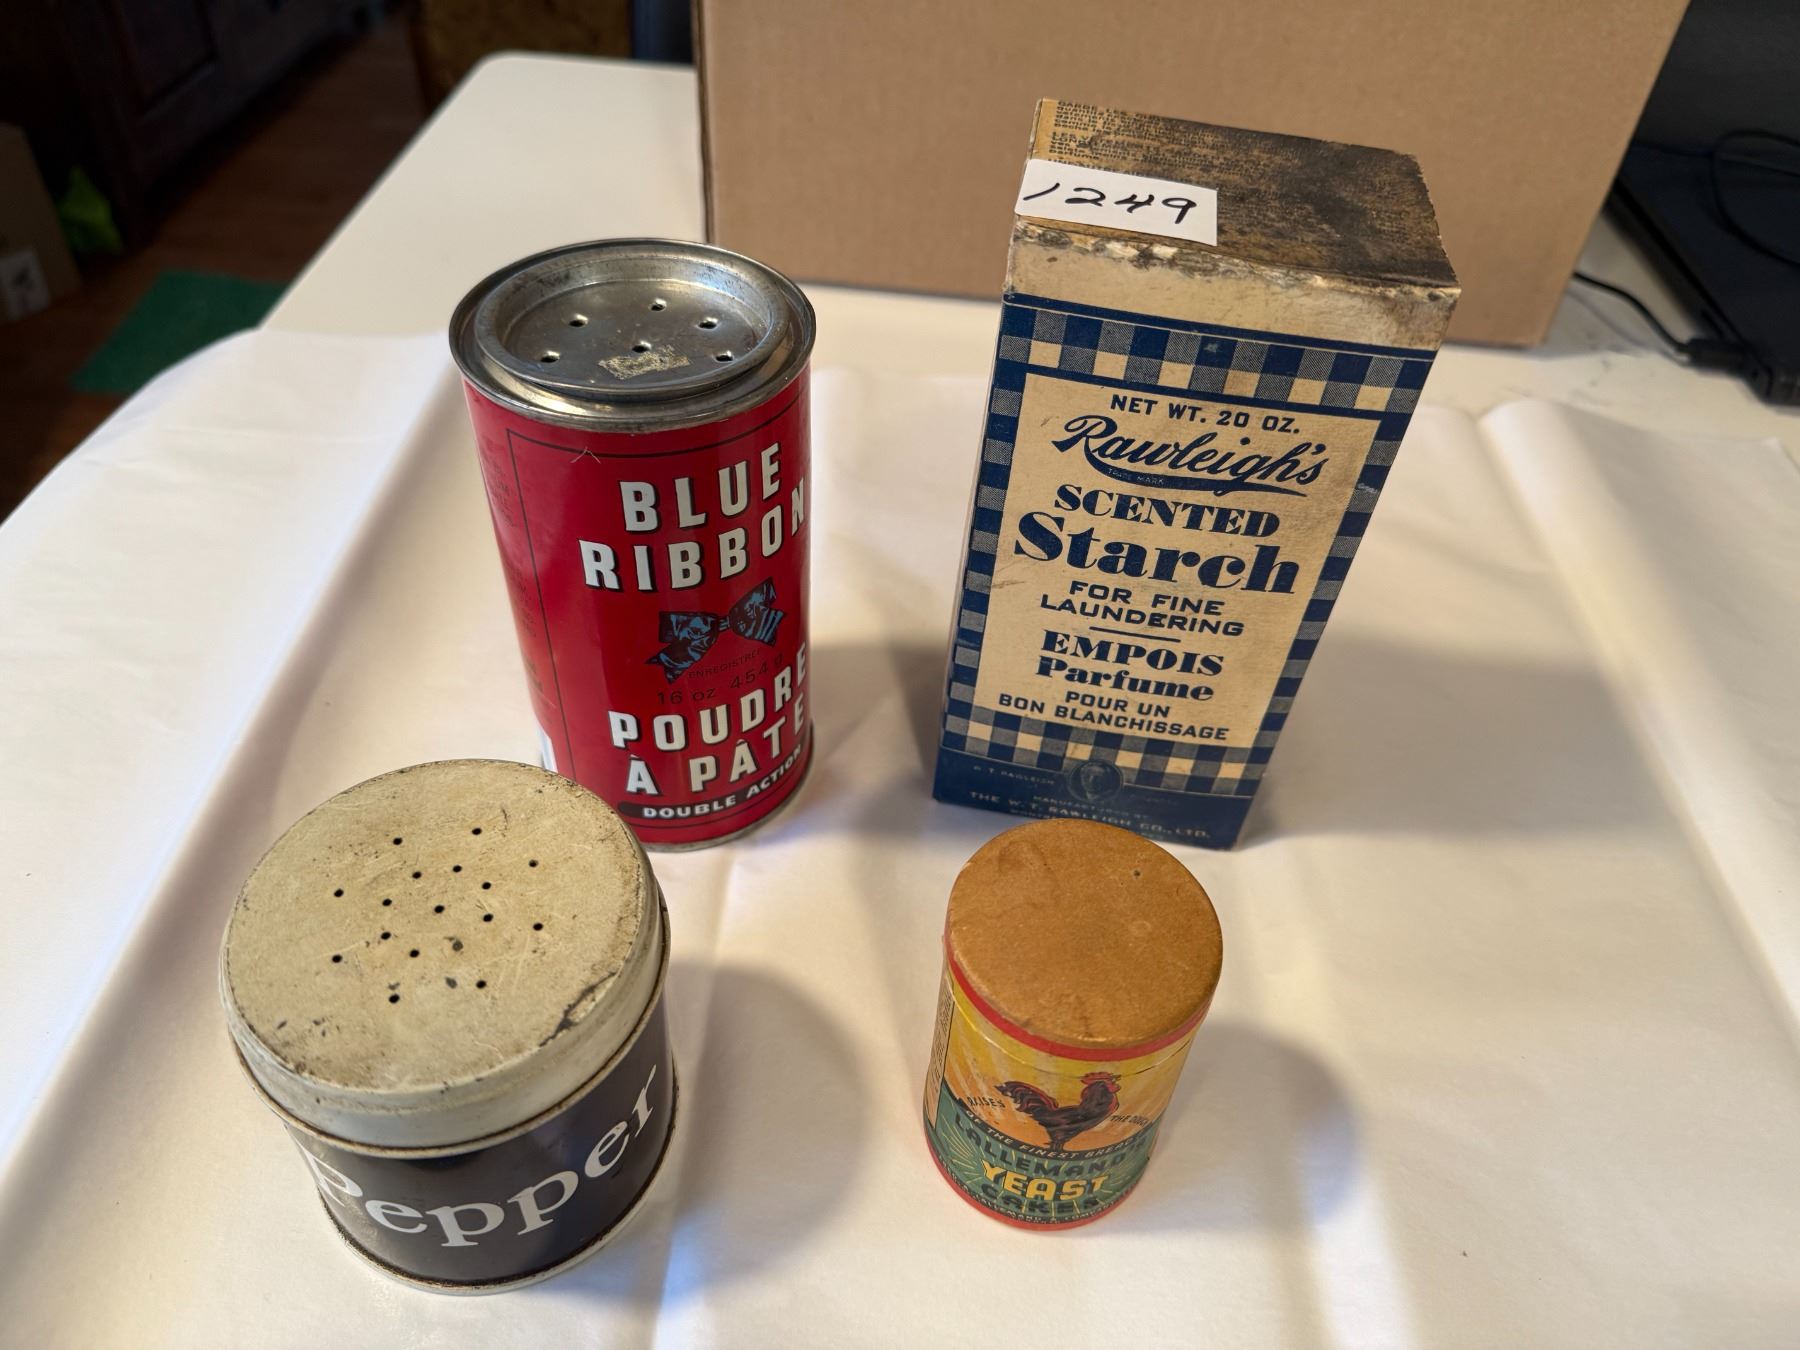 1249
NET WT. 20 OZ.
Rawleigh's
TRADE MARK
SCENTED
Starch
FOR FINE
LAUNDERING
EMPOIS
Parfume
POUR UN
BON BLANCHISSAGE
THE W. T. RAWLEIGH CO., LTD.
BLUE
RIBBON
ENREGISTRÉE
16 oz 454 g
POUDRE
À PÂTE
DOUBLE ACTION
Pepper
RAISES
THE DOUGH
OF THE FINEST BREAD
LALLEMAND'S
YEAST
CAKES